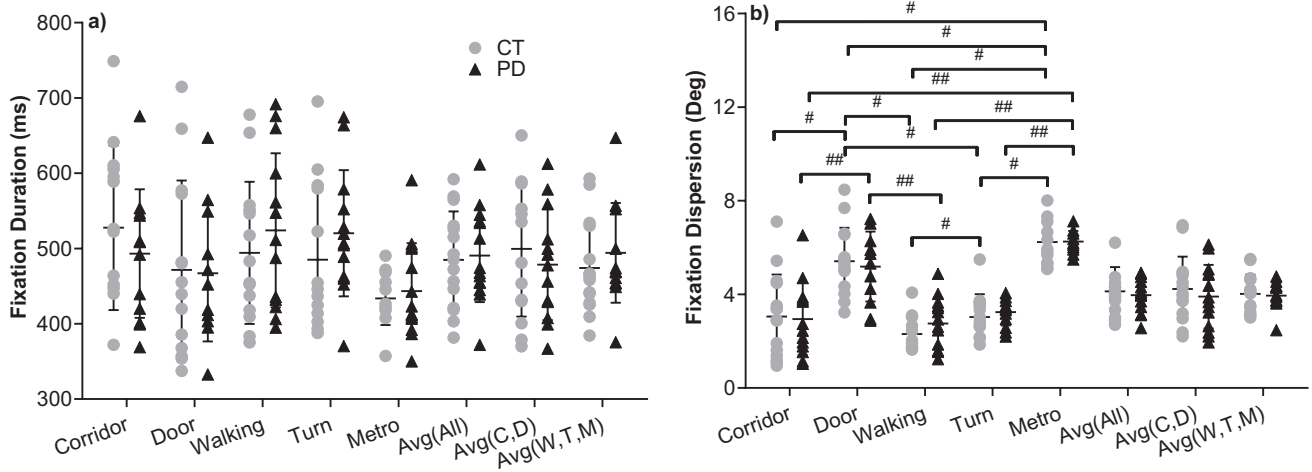 a)
Fixation Duration (ms)
800
700
600
500
400
300
CT
PD
Corridor
Door
Walking
Turn
Metro
Avg(All)
Avg(C,D)
Avg(W,T,M)
b)
Fixation Dispersion (Deg)
16
12
8
4
0
#
#
#
##
#
##
#
#
##
##
#
##
#
Corridor
Door
Walking
Turn
Metro
Avg(All)
Avg(C,D)
Avg(W,T,M)